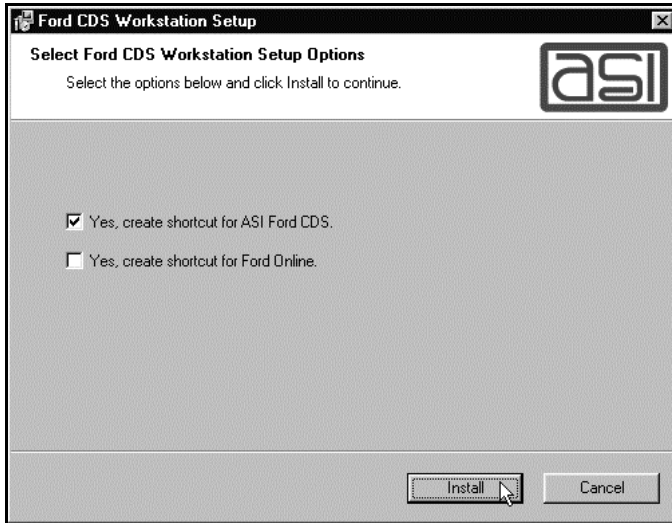 Ford CDS Workstation Setup
Select Ford CDS Workstation Setup Options
Select the options below and click Install to continue.
asi
Yes, create shortcut for ASI Ford CDS.
Yes, create shortcut for Ford Online.
Install
Cancel